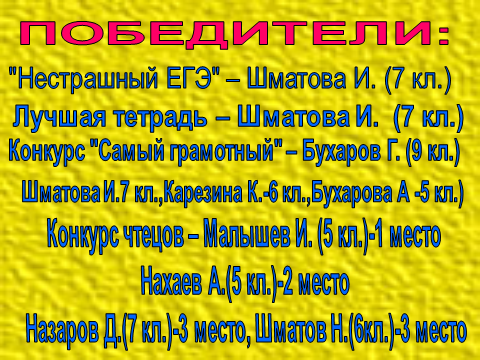 ПОБЕДИТЕЛИ:
"Нестрашный ЕГЭ" – Шматова И. (7 кл.)
Лучшая тетрадь – Шматова И. (7 кл.)
Конкурс "Самый грамотный" – Бухаров Г. (9 кл.)
Шматова И.7 кл.,Карезина К.-6 кл.,Бухарова А -5 кл.)
Конкурс чтецов – Малышев И. (5 кл.)-1 место
Нахаев А.(5 кл.)-2 место
Назаров Д.(7 кл.)-3 место, Шматов Н.(6кл.)-3 место